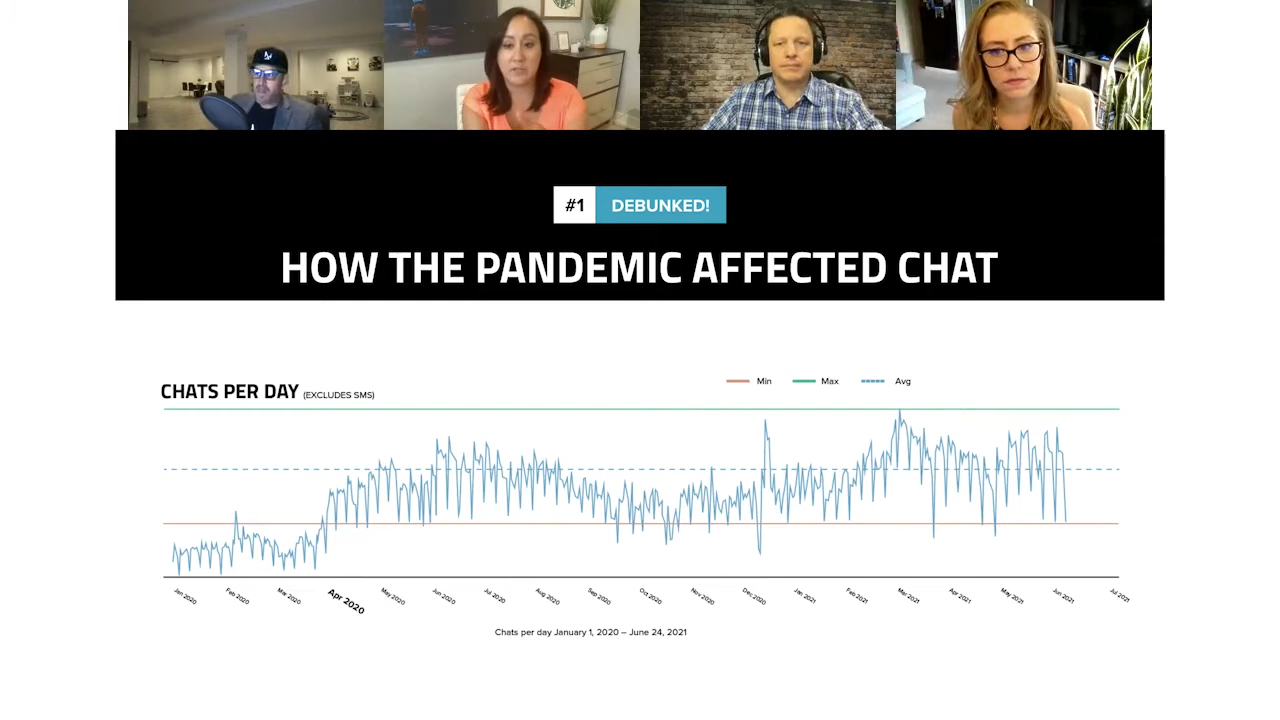 #1 DEBUNKED!
HOW THE PANDEMIC AFFECTED CHAT
CHATS PER DAY (EXCLUDES SMS)
Min Max Avg
Jan 2020 Feb 2020 Mar 2020 Apr 2020 May 2020 Jun 2020 Jul 2020 Aug 2020 Sep 2020 Oct 2020 Nov 2020 Dec 2020 Jan 2021 Feb 2021 Mar 2021 Apr 2021 May 2021 Jun 2021 Jul 2021
Chats per day January 1, 2020 – June 24, 2021